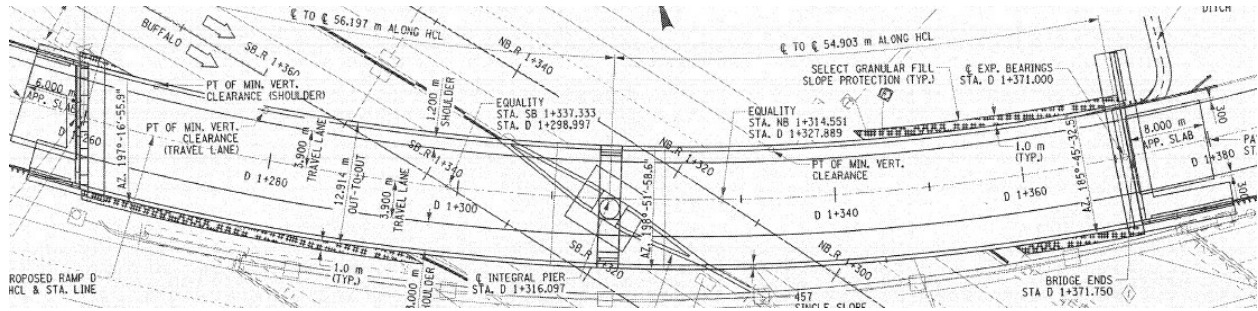 DITCH
℄ TO ℄ 56.197 m ALONG HCL
℄ TO ℄ 54.903 m ALONG HCL
BUFFALO
SB.R 1+360
NB.R 1+340
PT OF MIN. VERT.
CLEARANCE (SHOULDER)
SELECT GRANULAR FILL
SLOPE PROTECTION (TYP.)
℄ EXP. BEARINGS
STA. D 1+371.000
6.000 m
APP. SLAB
1.200 m
SHOULDER
EQUALITY
STA. SB 1+337.333
STA. D 1+298.997
EQUALITY
STA. NB 1+314.551
STA. D 1+327.889
8.000 m
APP. SLAB
300
D 1+260
PT OF MIN. VERT.
CLEARANCE
(TRAVEL LANE)
3.900 m
TRAVEL LANE
SB.R 1+340
NB.R 1+320
PT OF MIN. VERT.
CLEARANCE
1.0 m
(TYP.)
D 1+380
AZ. 197°-16'-55.9"
D 1+280
12.914 m
OUT-TO-OUT
3.900 m
TRAVEL LANE
D 1+300
AZ. 198°-51'-58.6"
D 1+340
D 1+360
AZ. 185°-45'-32.5"
SB.R 1+320
NB.R 1+300
PROPOSED RAMP D
HCL & STA. LINE
1.0 m
(TYP.)
SHOULDER
℄ INTEGRAL PIER
STA. D 1+316.097
457
SINGLE SLOPE
BRIDGE ENDS
STA D 1+371.750